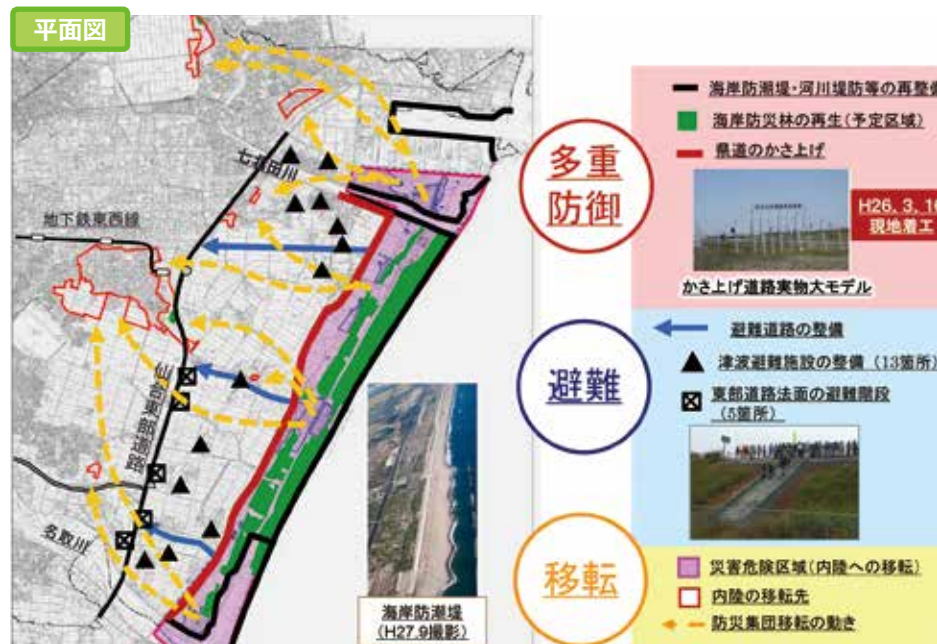 平面図
七北田川
地下鉄東西線
仙台東部道路
名取川
海岸防潮堤
(H27.9撮影)
多重
防御
海岸防潮堤・河川堤防等の再整備
海岸防災林の再生(予定区域)
県道のかさ上げ
H26. 3. 16
現地着工
かさ上げ道路実物大モデル
避難
避難道路の整備
津波避難施設の整備 (13箇所)
東部道路法面の避難階段
(5箇所)
移転
災害危険区域(内陸への移転)
内陸の移転先
防災集団移転の動き